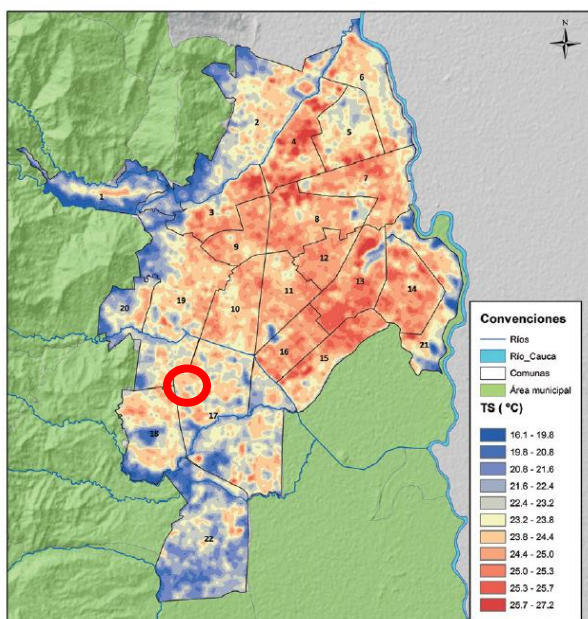 N
6
2
5
4
7
1
3
8
9
12
13
20
19
10
11
14
16
15
21
17
18
22
Convenciones
Ríos
Río_Cauca
Comunas
Área municipal
TS ( °C)
16.1 - 19.8
19.8 - 20.8
20.8 - 21.6
21.6 - 22.4
22.4 - 23.2
23.2 - 23.8
23.8 - 24.4
24.4 - 25.0
25.0 - 25.3
25.3 - 25.7
25.7 - 27.2